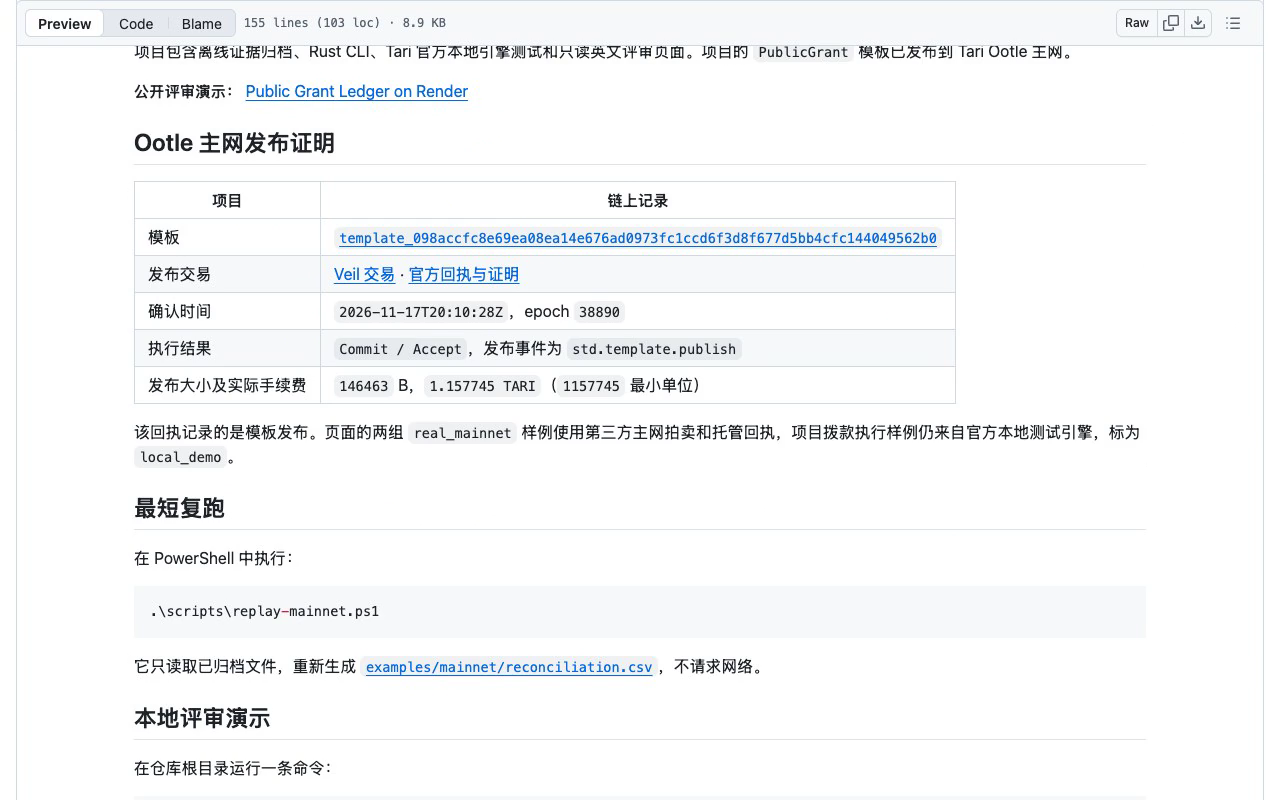 Preview Code Blame 155 lines (103 loc) · 8.9 KB Raw
项目包含离线证据归档、Rust CLI、Tari 官方本地引擎测试和只读英文评审页面。项目的 PublicGrant 模板已发布到 Tari Ootle 主网。
公开评审演示： Public Grant Ledger on Render
Ootle 主网发布证明
项目 链上记录
模板 template_098accfc8e69ea08ea14e676ad0973fc1ccd6f3d8f677d5bb4cfc144049562b0
发布交易 Veil 交易 · 官方回执与证明
确认时间 2026-11-17T20:10:28Z ，epoch 38890
执行结果 Commit / Accept ，发布事件为 std.template.publish
发布大小及实际手续费 146463 B， 1.157745 TARI （ 1157745 最小单位）
该回执记录的是模板发布。页面的两组 real_mainnet 样例使用第三方主网拍卖和托管回执，项目拨款执行样例仍来自官方本地测试引擎，标为
local_demo 。
最短复跑
在 PowerShell 中执行：
.\scripts\replay-mainnet.ps1
它只读取已归档文件，重新生成 examples/mainnet/reconciliation.csv ，不请求网络。
本地评审演示
在仓库根目录运行一条命令：